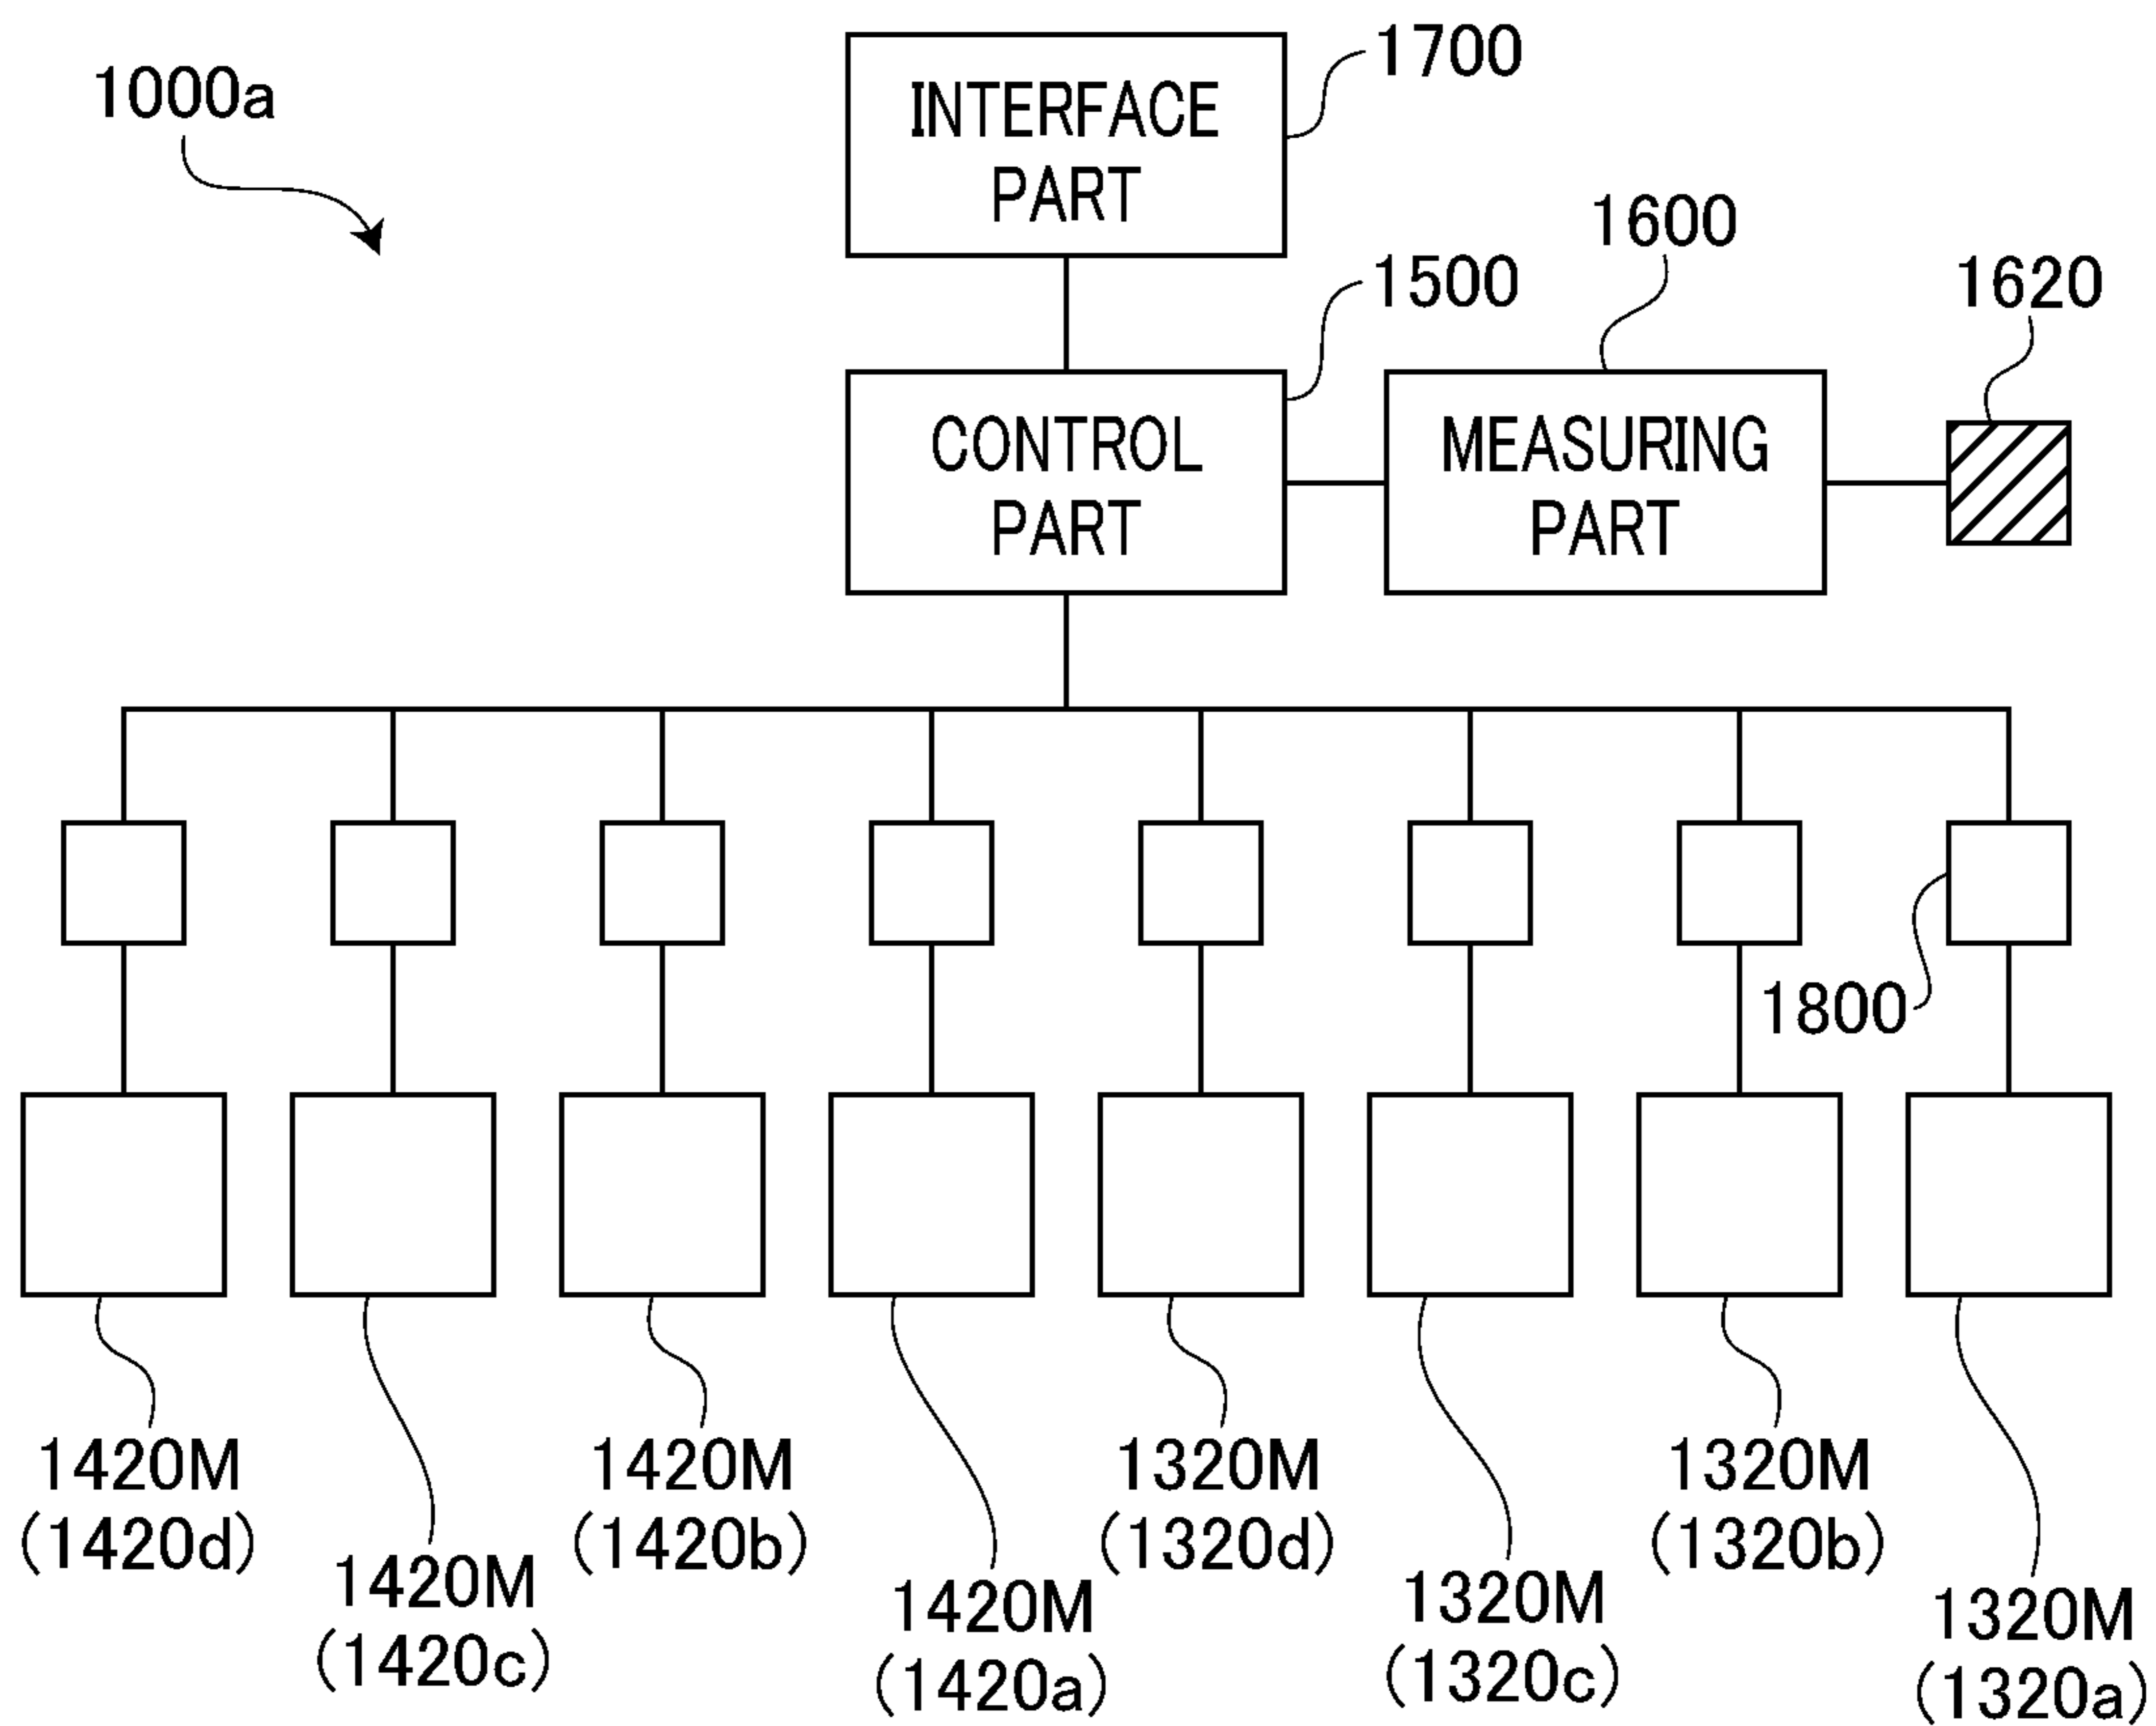 1000a
INTERFACE
PART
1700
CONTROL
PART
1500
MEASURING
PART
1600
1620
1800
1420M
(1420d)
1420M
(1420c)
1420M
(1420b)
1420M
(1420a)
1320M
(1320d)
1320M
(1320c)
1320M
(1320b)
1320M
(1320a)